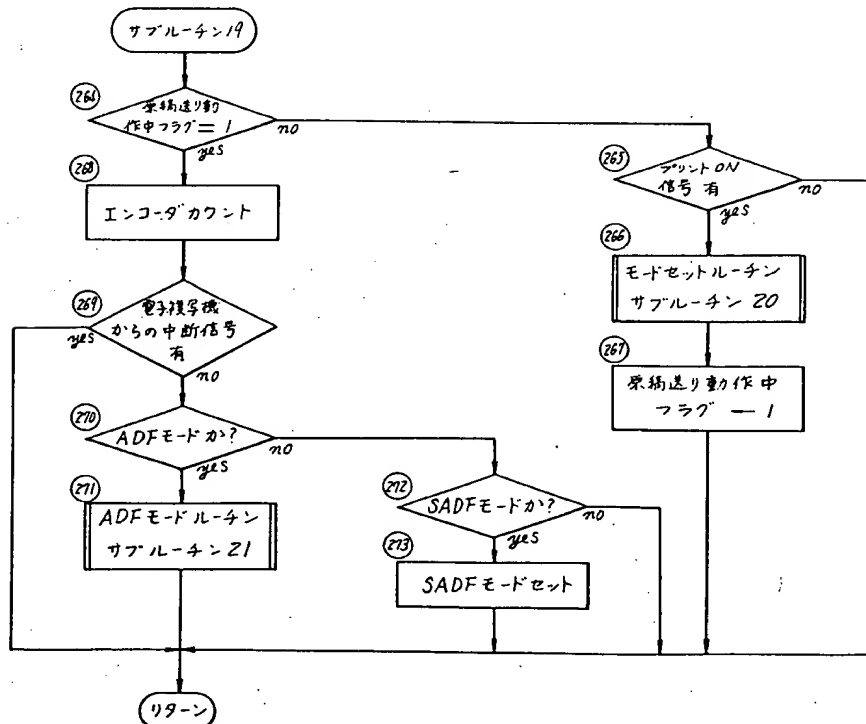 サブルーチン19
264
原稿送り動
作中フラグ=1
no
yes
268
エンコーダカウント
269
電子複写機
からの中断信号
有
yes
no
270
ADFモードか?
no
yes
271
ADFモードルーチン
サブルーチン21
272
SADFモードか?
no
yes
273
SADFモードセット
265
プリントON
信号有
no
yes
266
モードセットルーチン
サブルーチン20
267
原稿送り動作中
フラグ ― 1
リターン